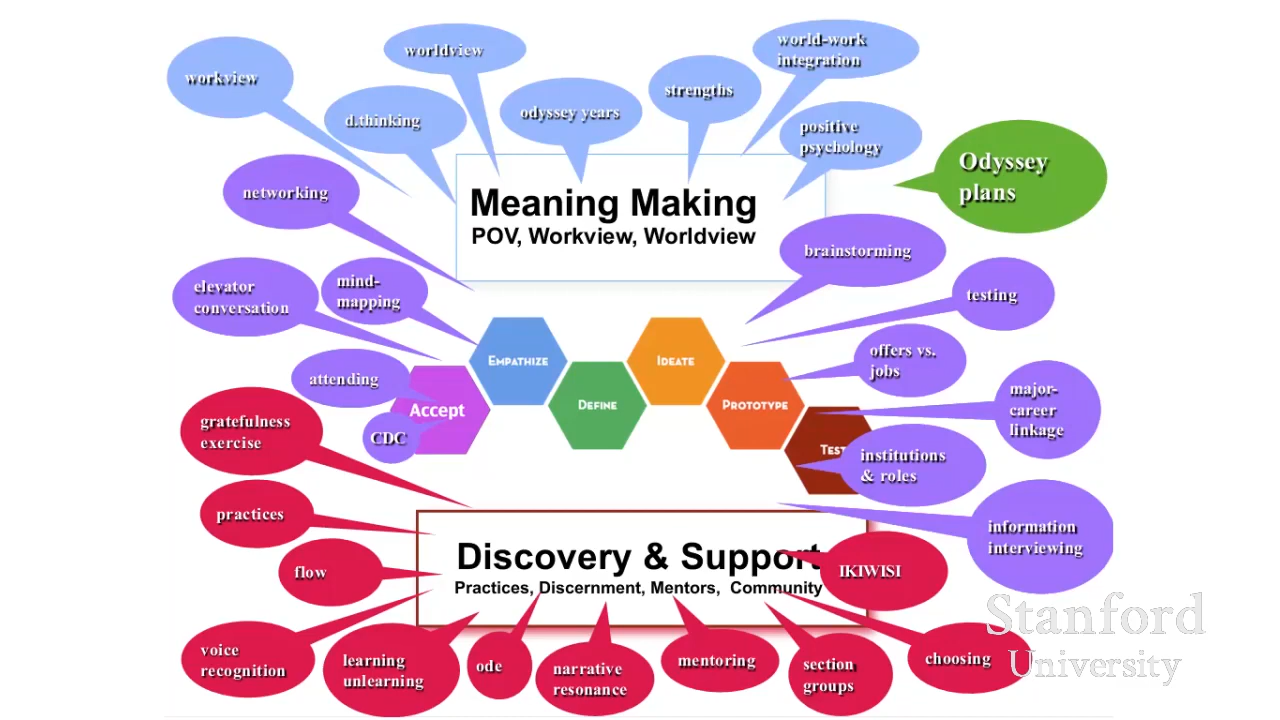 workview
worldview
world-work
integration
d.thinking
odyssey years
strengths
positive
psychology
Odyssey
plans
networking
Meaning Making
POV, Workview, Worldview
brainstorming
elevator
conversation
mind-
mapping
testing
EMPATHIZE
IDEATE
offers vs.
jobs
attending
Accept
DEFINE
PROTOTYPE
major-
career
linkage
gratefulness
exercise
CDC
TEST
institutions
& roles
practices
information
interviewing
Discovery & Support
Practices, Discernment, Mentors, Community
flow
IKIWISI
voice
recognition
learning
unlearning
ode
narrative
resonance
mentoring
section
groups
choosing
Stanford
University